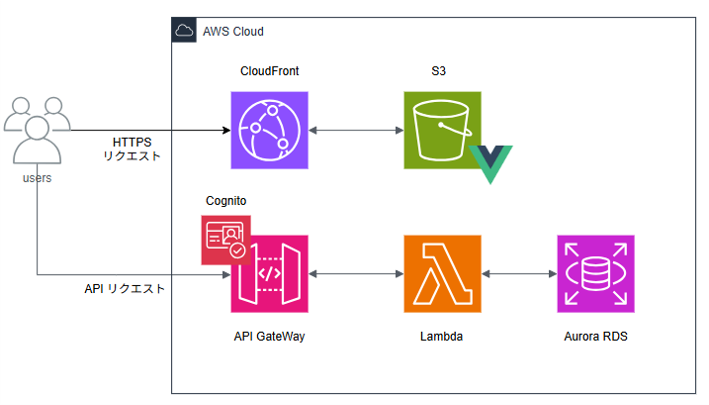 AWS Cloud
CloudFront
S3
HTTPS
リクエスト
users
Cognito
API リクエスト
API GateWay
Lambda
Aurora RDS